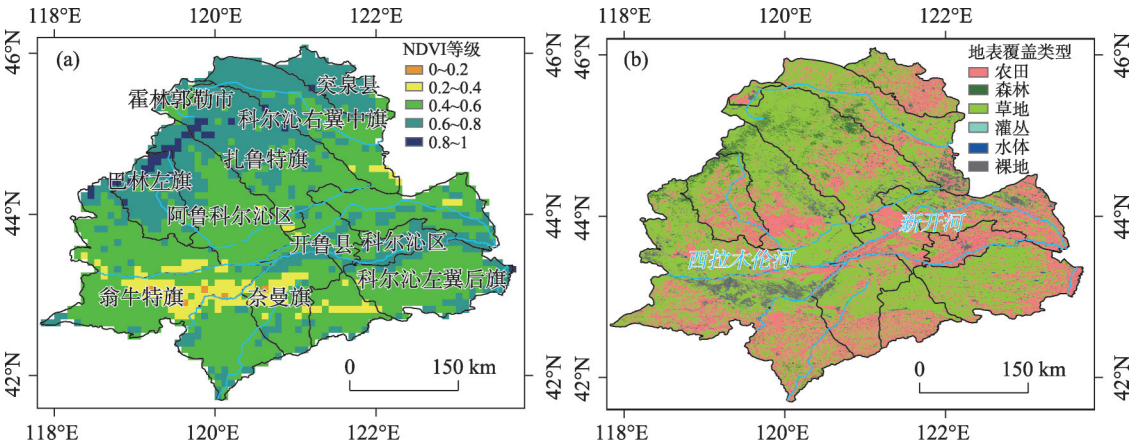 118°E 120°E 122°E
46°N
44°N
42°N
(a)
NDVI等级
0~0.2
0.2~0.4
0.4~0.6
0.6~0.8
0.8~1
突泉县
霍林郭勒市
科尔沁右翼中旗
扎鲁特旗
巴林左旗
阿鲁科尔沁区
开鲁县
科尔沁区
科尔沁左翼后旗
翁牛特旗
奈曼旗
0 150 km
118°E 120°E 122°E
118°E 120°E 122°E
(b)
地表覆盖类型
农田
森林
草地
灌丛
水体
裸地
46°N
44°N
42°N
新开河
西拉木伦河
0 150 km
118°E 120°E 122°E